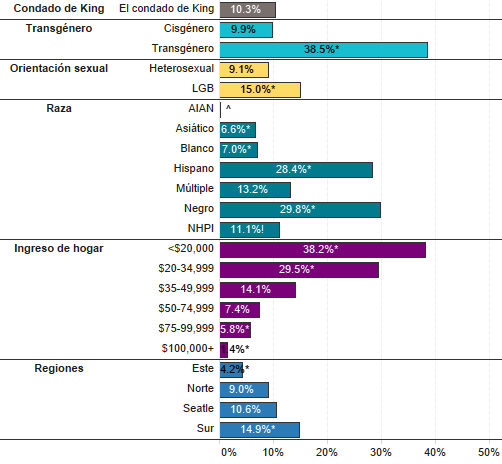 Condado de King El condado de King 10.3%
Transgénero Cisgénero 9.9%
Transgénero 38.5%*
Orientación sexual Heterosexual 9.1%
LGB 15.0%*
Raza AIAN ^
Asiático 6.6%*
Blanco 7.0%*
Hispano 28.4%*
Múltiple 13.2%
Negro 29.8%*
NHPI 11.1%!
Ingreso de hogar <$20,000 38.2%*
$20-34,999 29.5%*
$35-49,999 14.1%
$50-74,999 7.4%
$75-99,999 5.8%*
$100,000+ 1.4%*
Regiones Este 4.2%*
Norte 9.0%
Seatle 10.6%
Sur 14.9%*
0% 10% 20% 30% 40% 50%